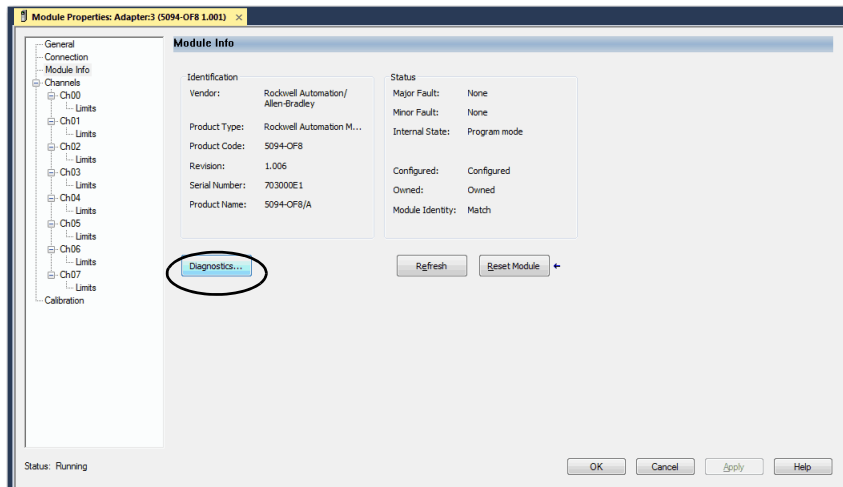 Module Properties: Adapter:3 (5094-OF8 1.001) ×
General
Connection
Module Info
Channels
Ch00
Limits
Ch01
Limits
Ch02
Limits
Ch03
Limits
Ch04
Limits
Ch05
Limits
Ch06
Limits
Ch07
Limits
Calibration
Module Info
Identification
Vendor: Rockwell Automation/
Allen-Bradley
Product Type: Rockwell Automation M...
Product Code: 5094-OF8
Revision: 1.006
Serial Number: 703000E1
Product Name: 5094-OF8/A
Status
Major Fault: None
Minor Fault: None
Internal State: Program mode
Configured: Configured
Owned: Owned
Module Identity: Match
Diagnostics...
Refresh
Reset Module
Status: Running
OK
Cancel
Apply
Help